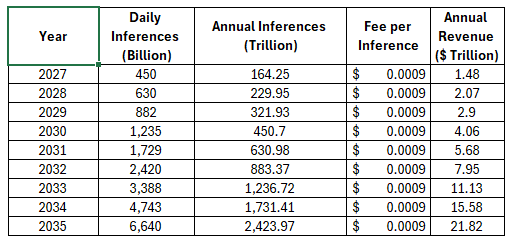 Year Daily Inferences (Billion) Annual Inferences (Trillion) Fee per Inference Annual Revenue ($ Trillion)
2027 450 164.25 $ 0.0009 1.48
2028 630 229.95 $ 0.0009 2.07
2029 882 321.93 $ 0.0009 2.9
2030 1,235 450.7 $ 0.0009 4.06
2031 1,729 630.98 $ 0.0009 5.68
2032 2,420 883.37 $ 0.0009 7.95
2033 3,388 1,236.72 $ 0.0009 11.13
2034 4,743 1,731.41 $ 0.0009 15.58
2035 6,640 2,423.97 $ 0.0009 21.82